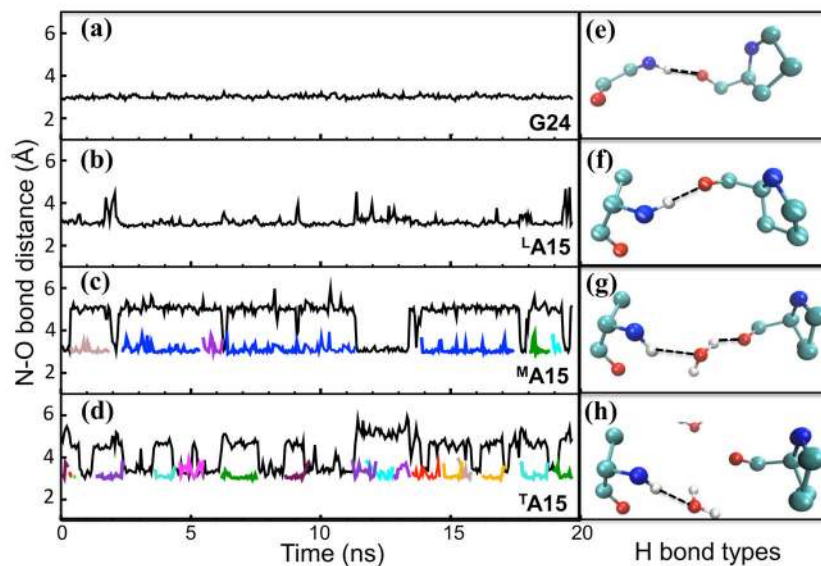 (a)
6
4
2
G24
(b)
6
4
2
ᴸA15
(c)
6
4
2
ᴹA15
(d)
6
4
2
ᵀA15
0 5 10 15 20
Time (ns)
N-O bond distance (Å)
(e)
(f)
(g)
(h)
H bond types